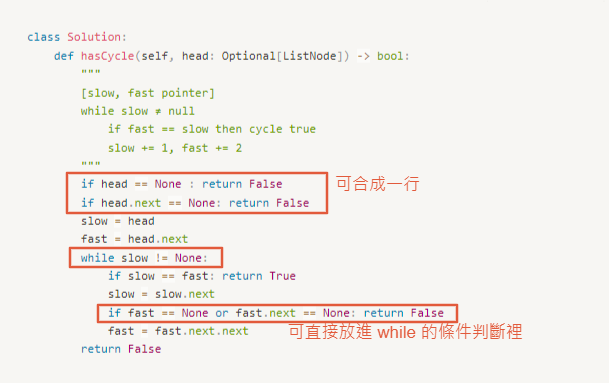 class Solution:
    def hasCycle(self, head: Optional[ListNode]) -> bool:
        """
        [slow, fast pointer]
        while slow ≠ null
            if fast == slow then cycle true
            slow += 1, fast += 2
        """
        if head == None : return False
        if head.next == None: return False
可合成一行
        slow = head
        fast = head.next
        while slow != None:
            if slow == fast: return True
            slow = slow.next
            if fast == None or fast.next == None: return False
            fast = fast.next.next
可直接放進 while 的條件判斷裡
        return False